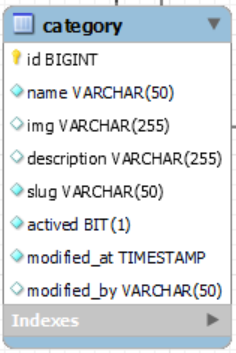 category
id BIGINT
name VARCHAR(50)
img VARCHAR(255)
description VARCHAR(255)
slug VARCHAR(50)
actived BIT(1)
modified_at TIMESTAMP
modified_by VARCHAR(50)
Indexes